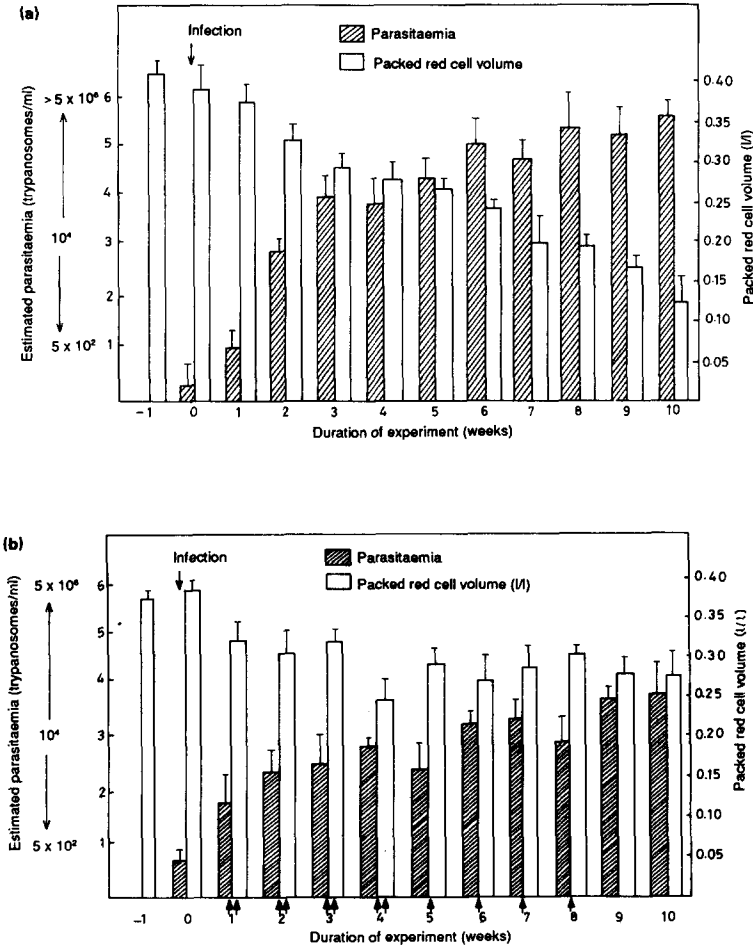 (a)
Infection
Parasitaemia
Packed red cell volume
Estimated parasitaemia (trypanosomes/ml)
> 5 x 10⁶
10⁴
5 x 10²
6
5
4
3
2
1
0.40
0.35
0.30
0.25
0.20
0.15
0.10
0.05
Packed red cell volume (l/l)
−1 0 1 2 3 4 5 6 7 8 9 10
Duration of experiment (weeks)
(b)
Infection
Parasitaemia
Packed red cell volume (l/l)
Estimated parasitaemia (trypanosomes/ml)
5 x 10⁶
10⁴
5 x 10²
6
5
4
3
2
1
0.40
0.35
0.30
0.25
0.20
0.15
0.10
0.05
Packed red cell volume (l/l)
−1 0 1 2 3 4 5 6 7 8 9 10
Duration of experiment (weeks)